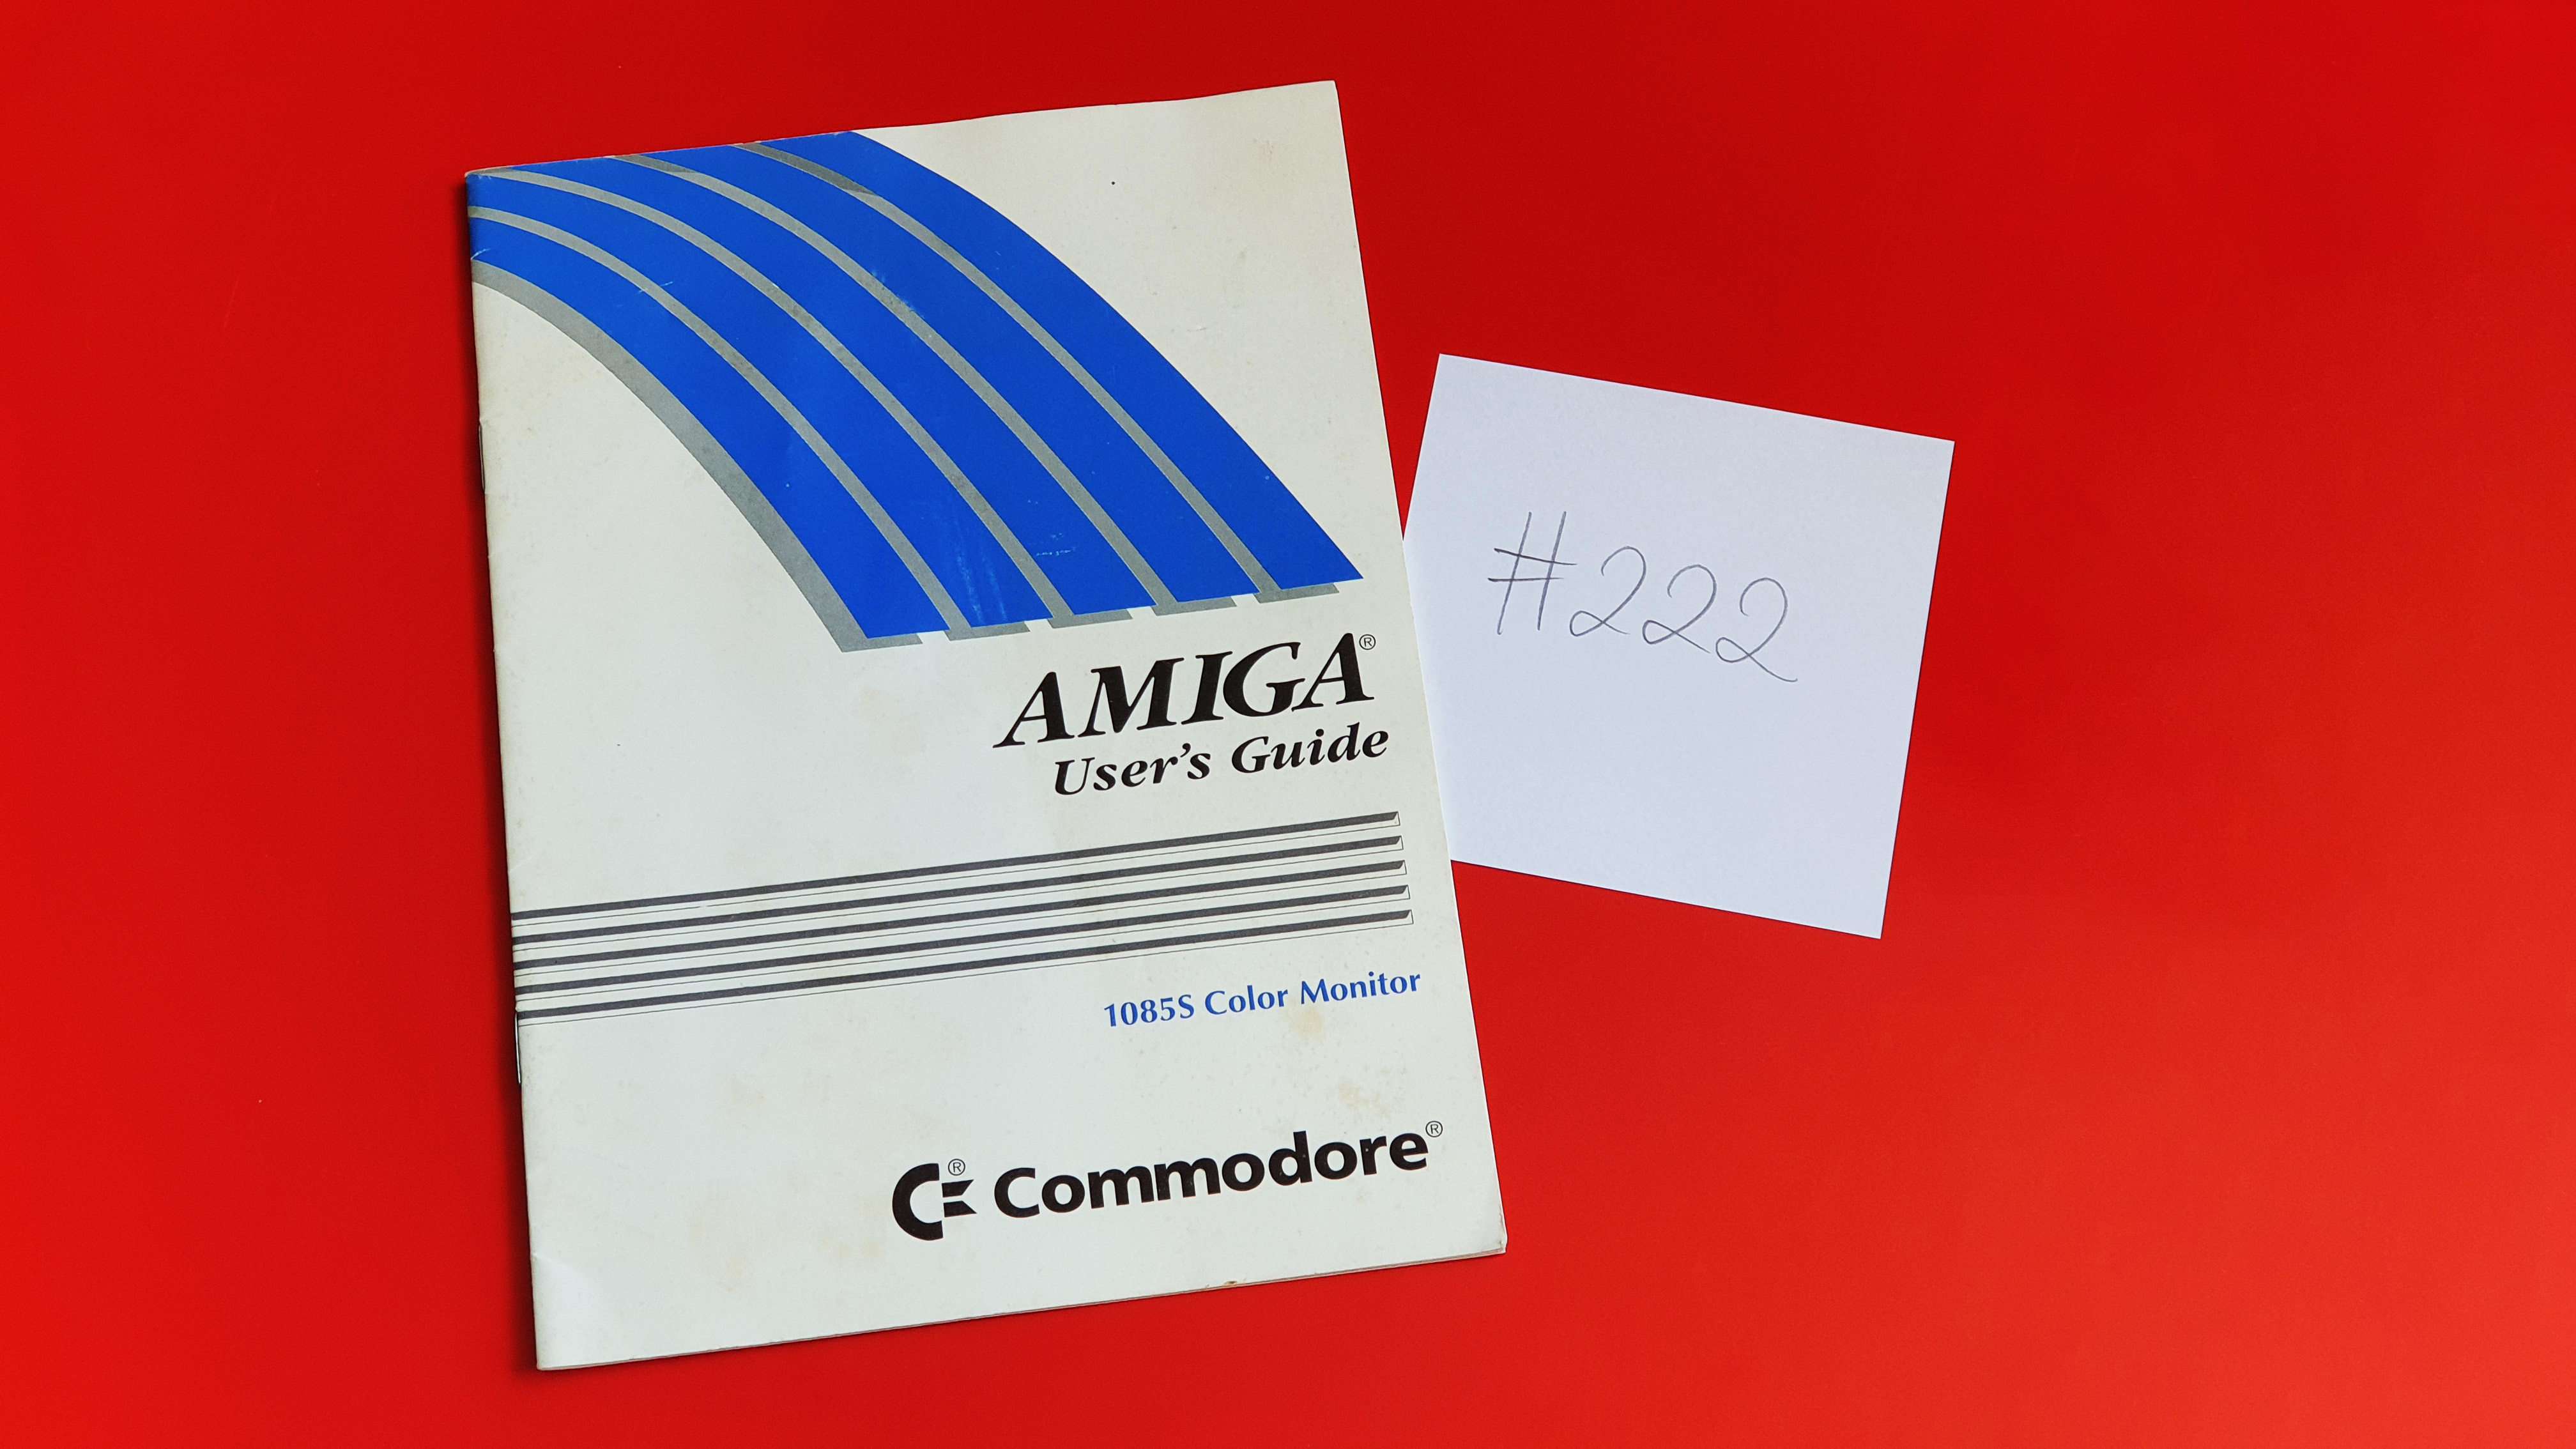 AMIGA®
User's Guide
1085S Color Monitor
® Commodore®
#222